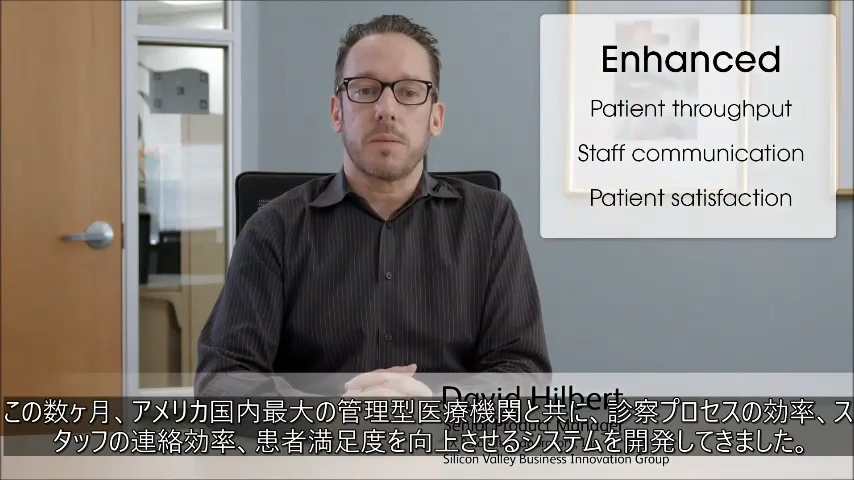 Enhanced
Patient throughput
Staff communication
Patient satisfaction
David Hilbert
この数ヶ月、アメリカ国内最大の管理型医療機関と共に、診察プロセスの効率、ス
Senior Product Manager
タッフの連絡効率、患者満足度を向上させるシステムを開発してきました。
Silicon Valley Business Innovation Group